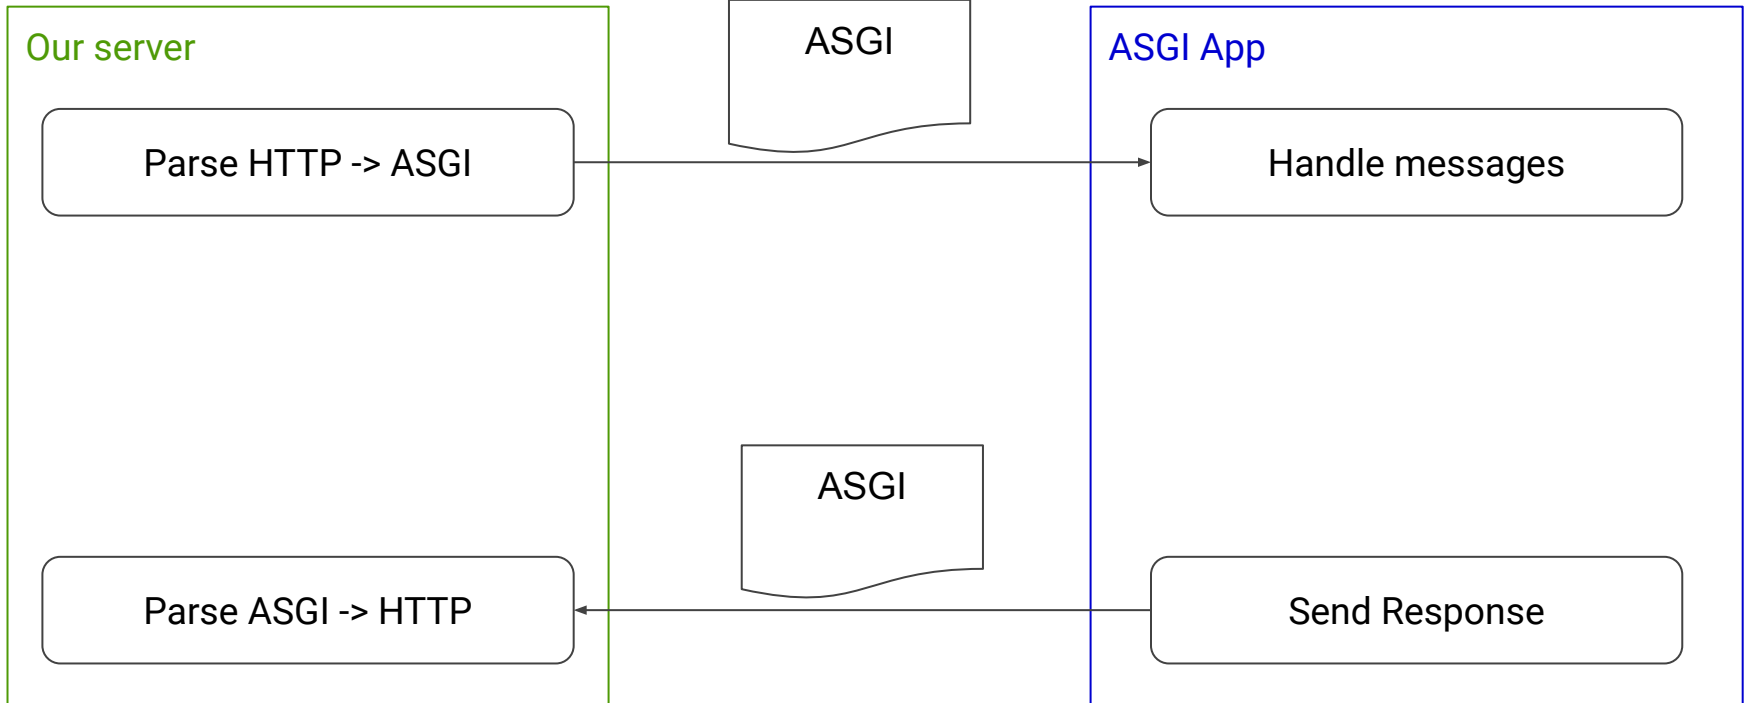 Our server
ASGI
ASGI App
Parse HTTP -> ASGI
Handle messages
ASGI
Parse ASGI -> HTTP
Send Response